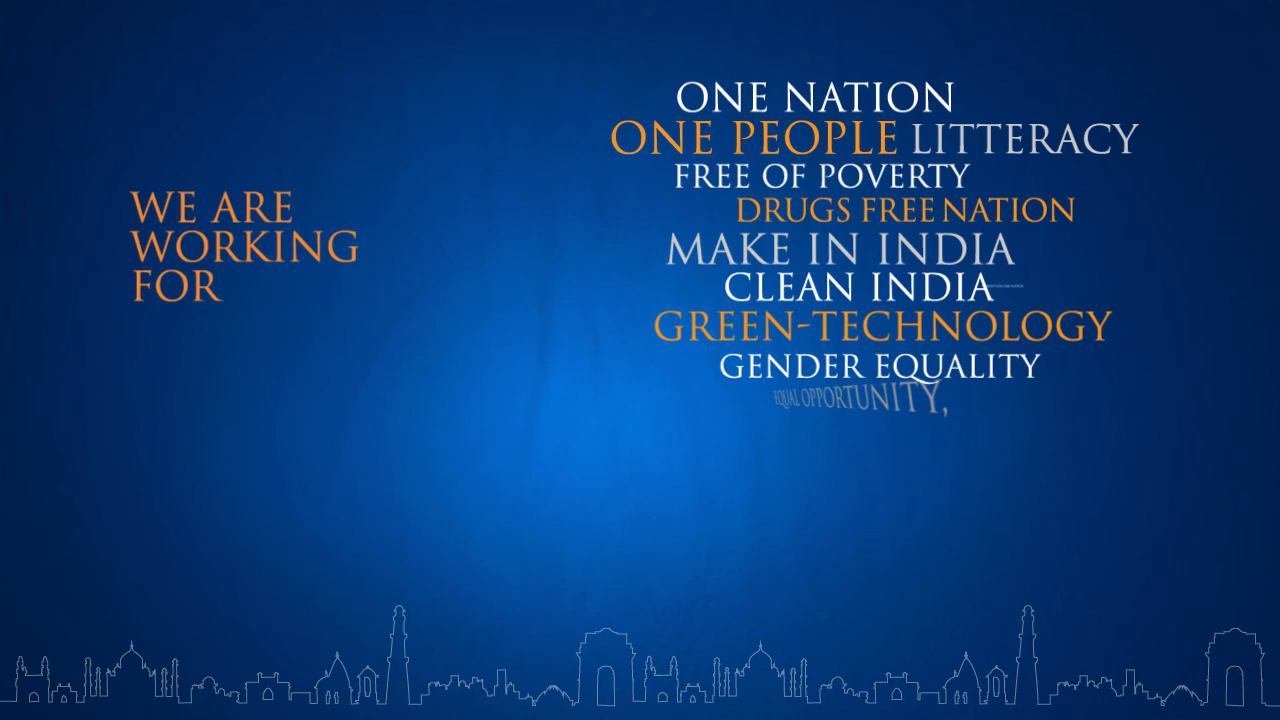 WE ARE
WORKING
FOR
ONE NATION
ONE PEOPLE LITTERACY
FREE OF POVERTY
DRUGS FREE NATION
MAKE IN INDIA
CLEAN INDIA
GREEN-TECHNOLOGY
GENDER EQUALITY
EQUAL OPPORTUNITY,